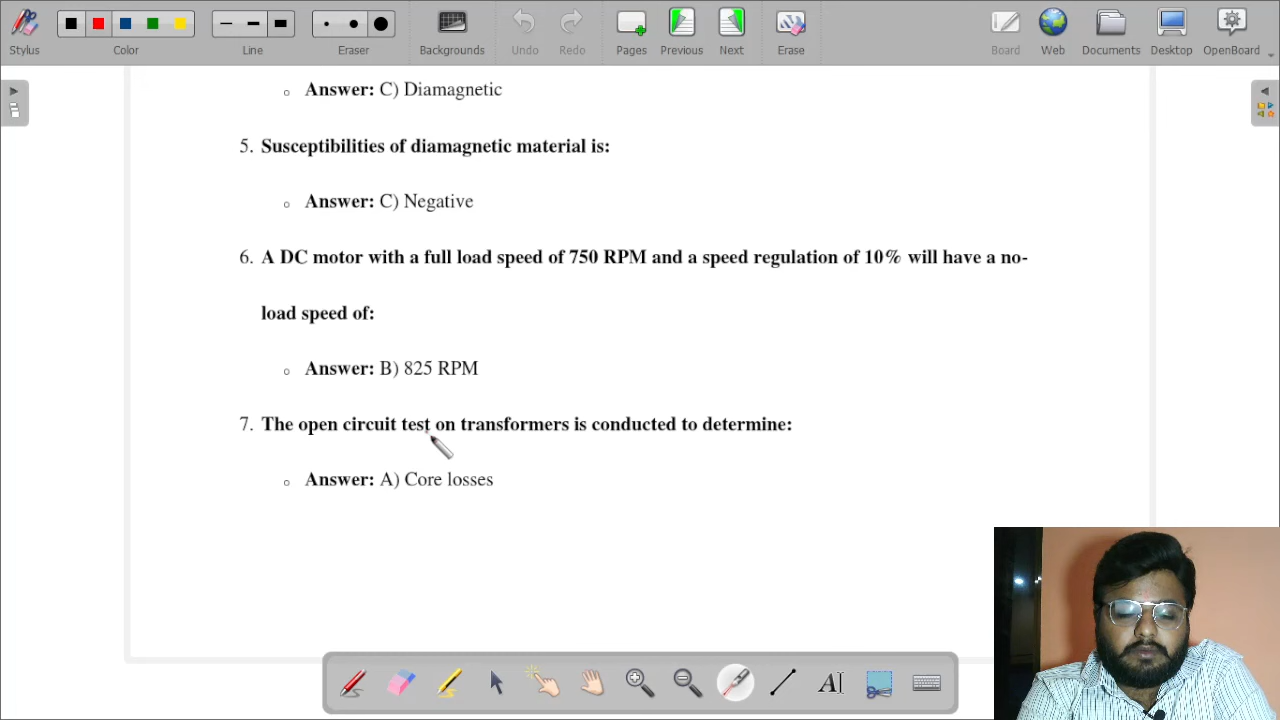 Stylus
Color
Line
Eraser
Backgrounds
Undo
Redo
Pages
Previous
Next
Erase
Board
Web
Documents
Desktop
OpenBoard
Answer: C) Diamagnetic
5. Susceptibilities of diamagnetic material is:
Answer: C) Negative
6. A DC motor with a full load speed of 750 RPM and a speed regulation of 10% will have a no-
load speed of:
Answer: B) 825 RPM
7. The open circuit test on transformers is conducted to determine:
Answer: A) Core losses